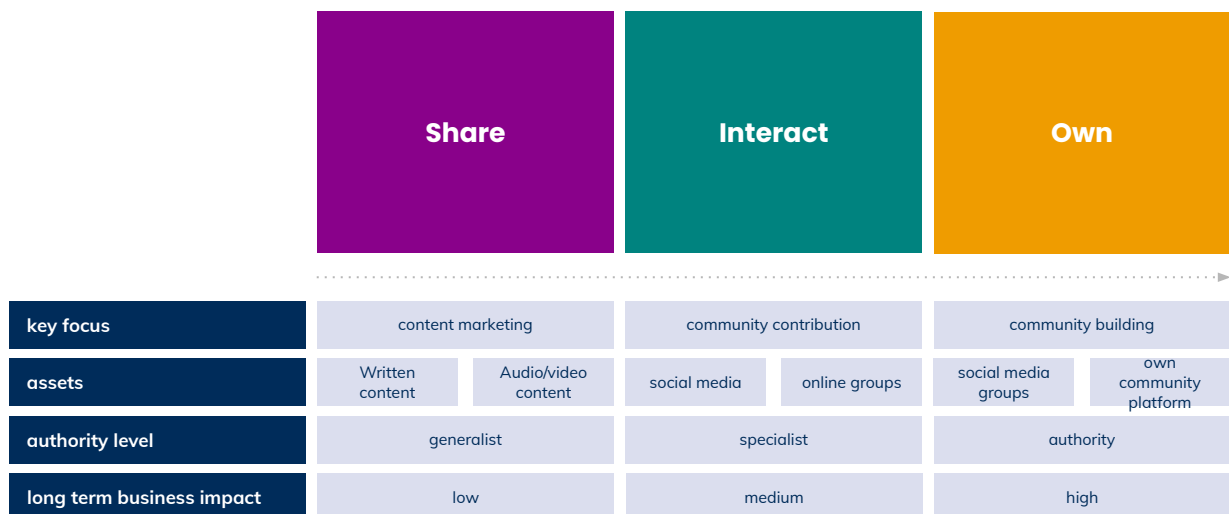 Share
Interact
Own
key focus
content marketing
community contribution
community building
assets
Written
content
Audio/video
content
social media
online groups
social media
groups
own
community
platform
authority level
generalist
specialist
authority
long term business impact
low
medium
high